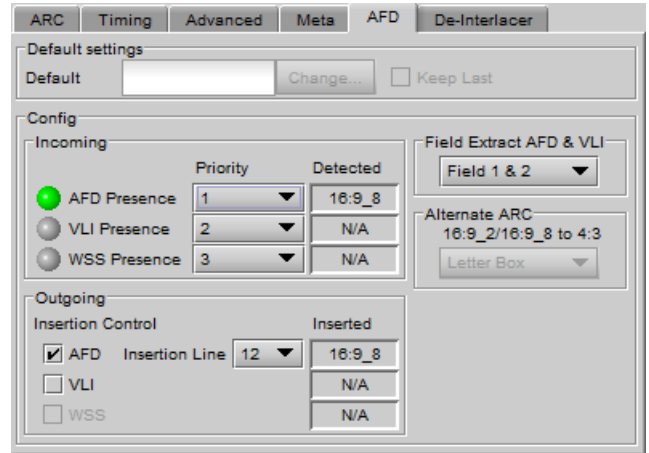 ARC Timing Advanced Meta AFD De-Interlacer
Default settings
Default Change... Keep Last
Config
Incoming
Priority Detected
AFD Presence 1 16:9_8
VLI Presence 2 N/A
WSS Presence 3 N/A
Field Extract AFD & VLI
Field 1 & 2
Alternate ARC
16:9_2/16:9_8 to 4:3
Letter Box
Outgoing
Insertion Control Inserted
AFD Insertion Line 12 16:9_8
VLI N/A
WSS N/A